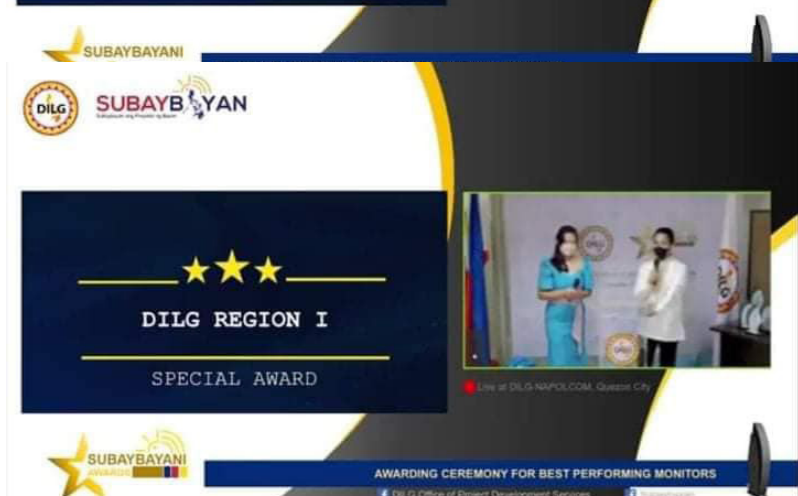 SUBAYBAYANI
DILG
SUBAYBAYAN
DILG REGION I
SPECIAL AWARD
Live at DILG-NAPOLCOM, Quezon City
SUBAYBAYANI
AWARDS
AWARDING CEREMONY FOR BEST PERFORMING MONITORS
DILG Office of Project Development Services